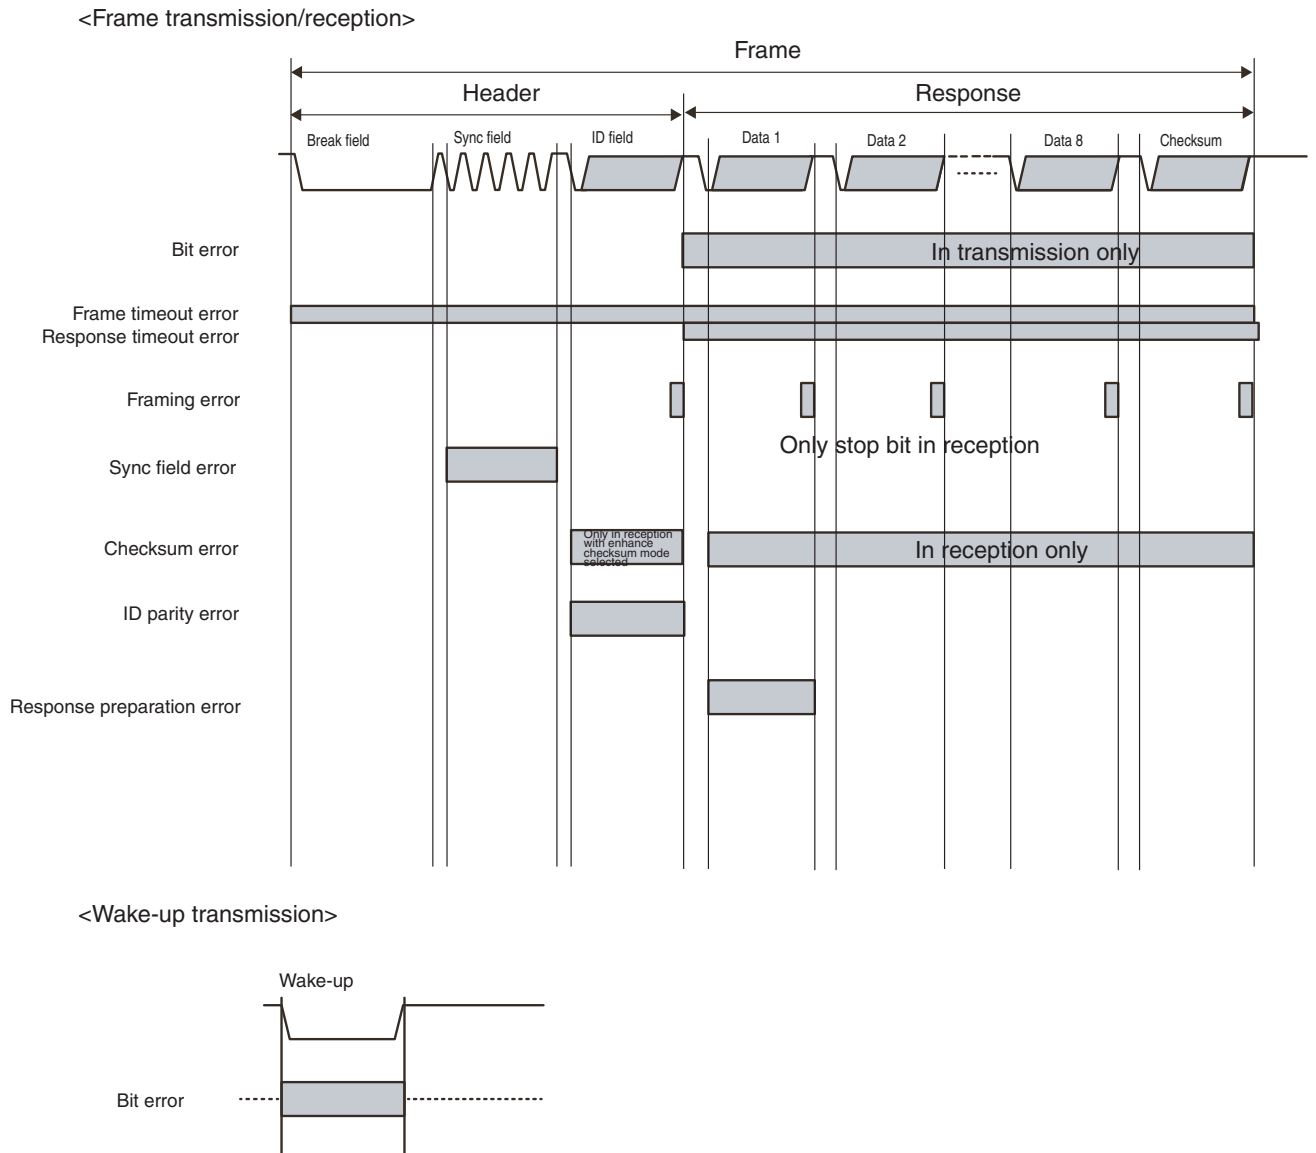 <Frame transmission/reception>
Frame
Header
Response
Break field
Sync field
ID field
Data 1
Data 2
Data 8
Checksum
Bit error
In transmission only
Frame timeout error
Response timeout error
Framing error
Only stop bit in reception
Sync field error
Checksum error
Only in reception
with enhance
checksum mode
selected
In reception only
ID parity error
Response preparation error
<Wake-up transmission>
Wake-up
Bit error